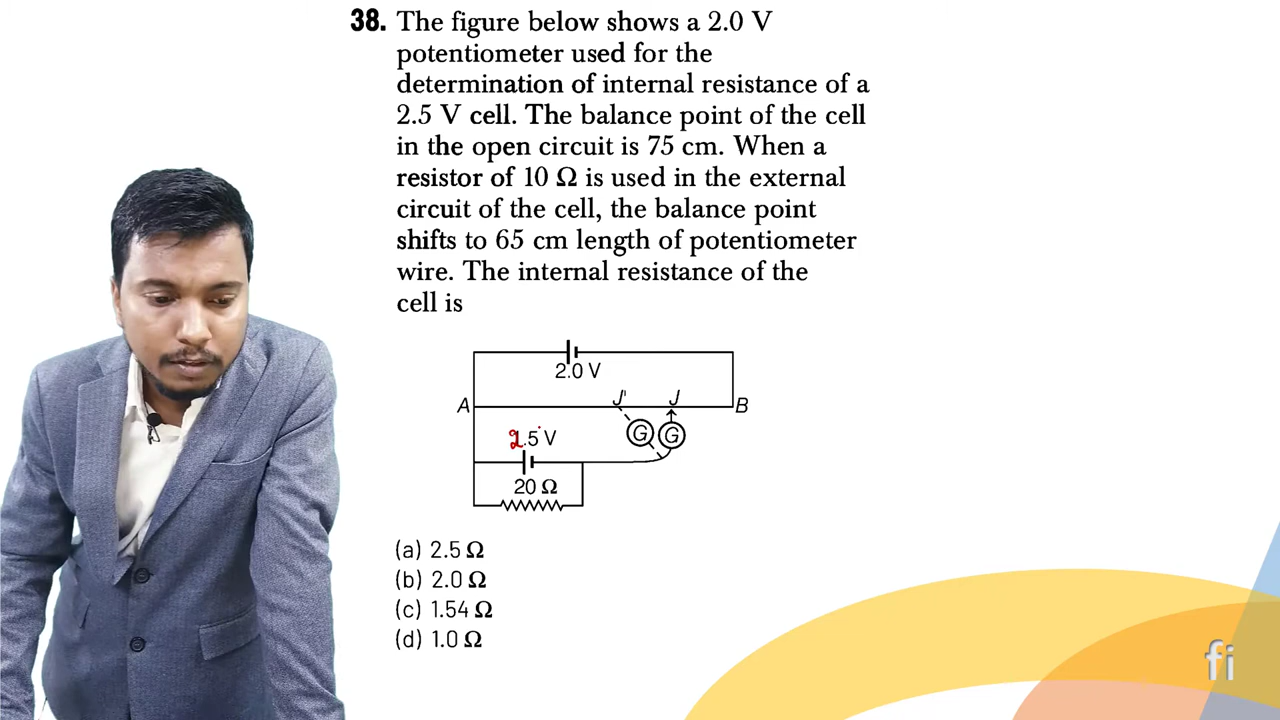 38. The figure below shows a 2.0 V
potentiometer used for the
determination of internal resistance of a
2.5 V cell. The balance point of the cell
in the open circuit is 75 cm. When a
resistor of 10 Ω is used in the external
circuit of the cell, the balance point
shifts to 65 cm length of potentiometer
wire. The internal resistance of the
cell is
2.0 V
A J' J B
2.5 V G G
20 Ω
(a) 2.5 Ω
(b) 2.0 Ω
(c) 1.54 Ω
(d) 1.0 Ω
fi